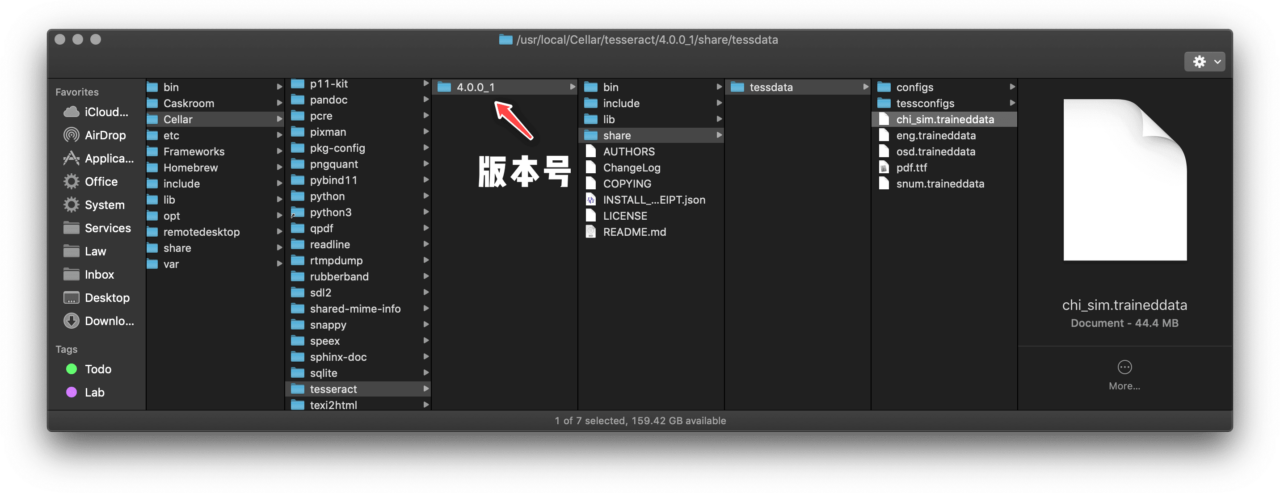 /usr/local/Cellar/tesseract/4.0.0_1/share/tessdata
Favorites
iCloud...
AirDrop
Applica...
Office
System
Services
Law
Inbox
Desktop
Downlo...
Tags
Todo
Lab
bin
Caskroom
Cellar
etc
Frameworks
Homebrew
include
lib
opt
remotedesktop
share
var
p11-kit
pandoc
pcre
pixman
pkg-config
pngquant
pybind11
python
python3
qpdf
readline
rtmpdump
rubberband
sdl2
shared-mime-info
snappy
speex
sphinx-doc
sqlite
tesseract
texi2html
4.0.0_1
版本号
bin
include
lib
share
AUTHORS
ChangeLog
COPYING
INSTALL_...EIPT.json
LICENSE
README.md
tessdata
configs
tessconfigs
chi_sim.traineddata
eng.traineddata
osd.traineddata
pdf.ttf
snum.traineddata
chi_sim.traineddata
Document - 44.4 MB
More...
1 of 7 selected, 159.42 GB available